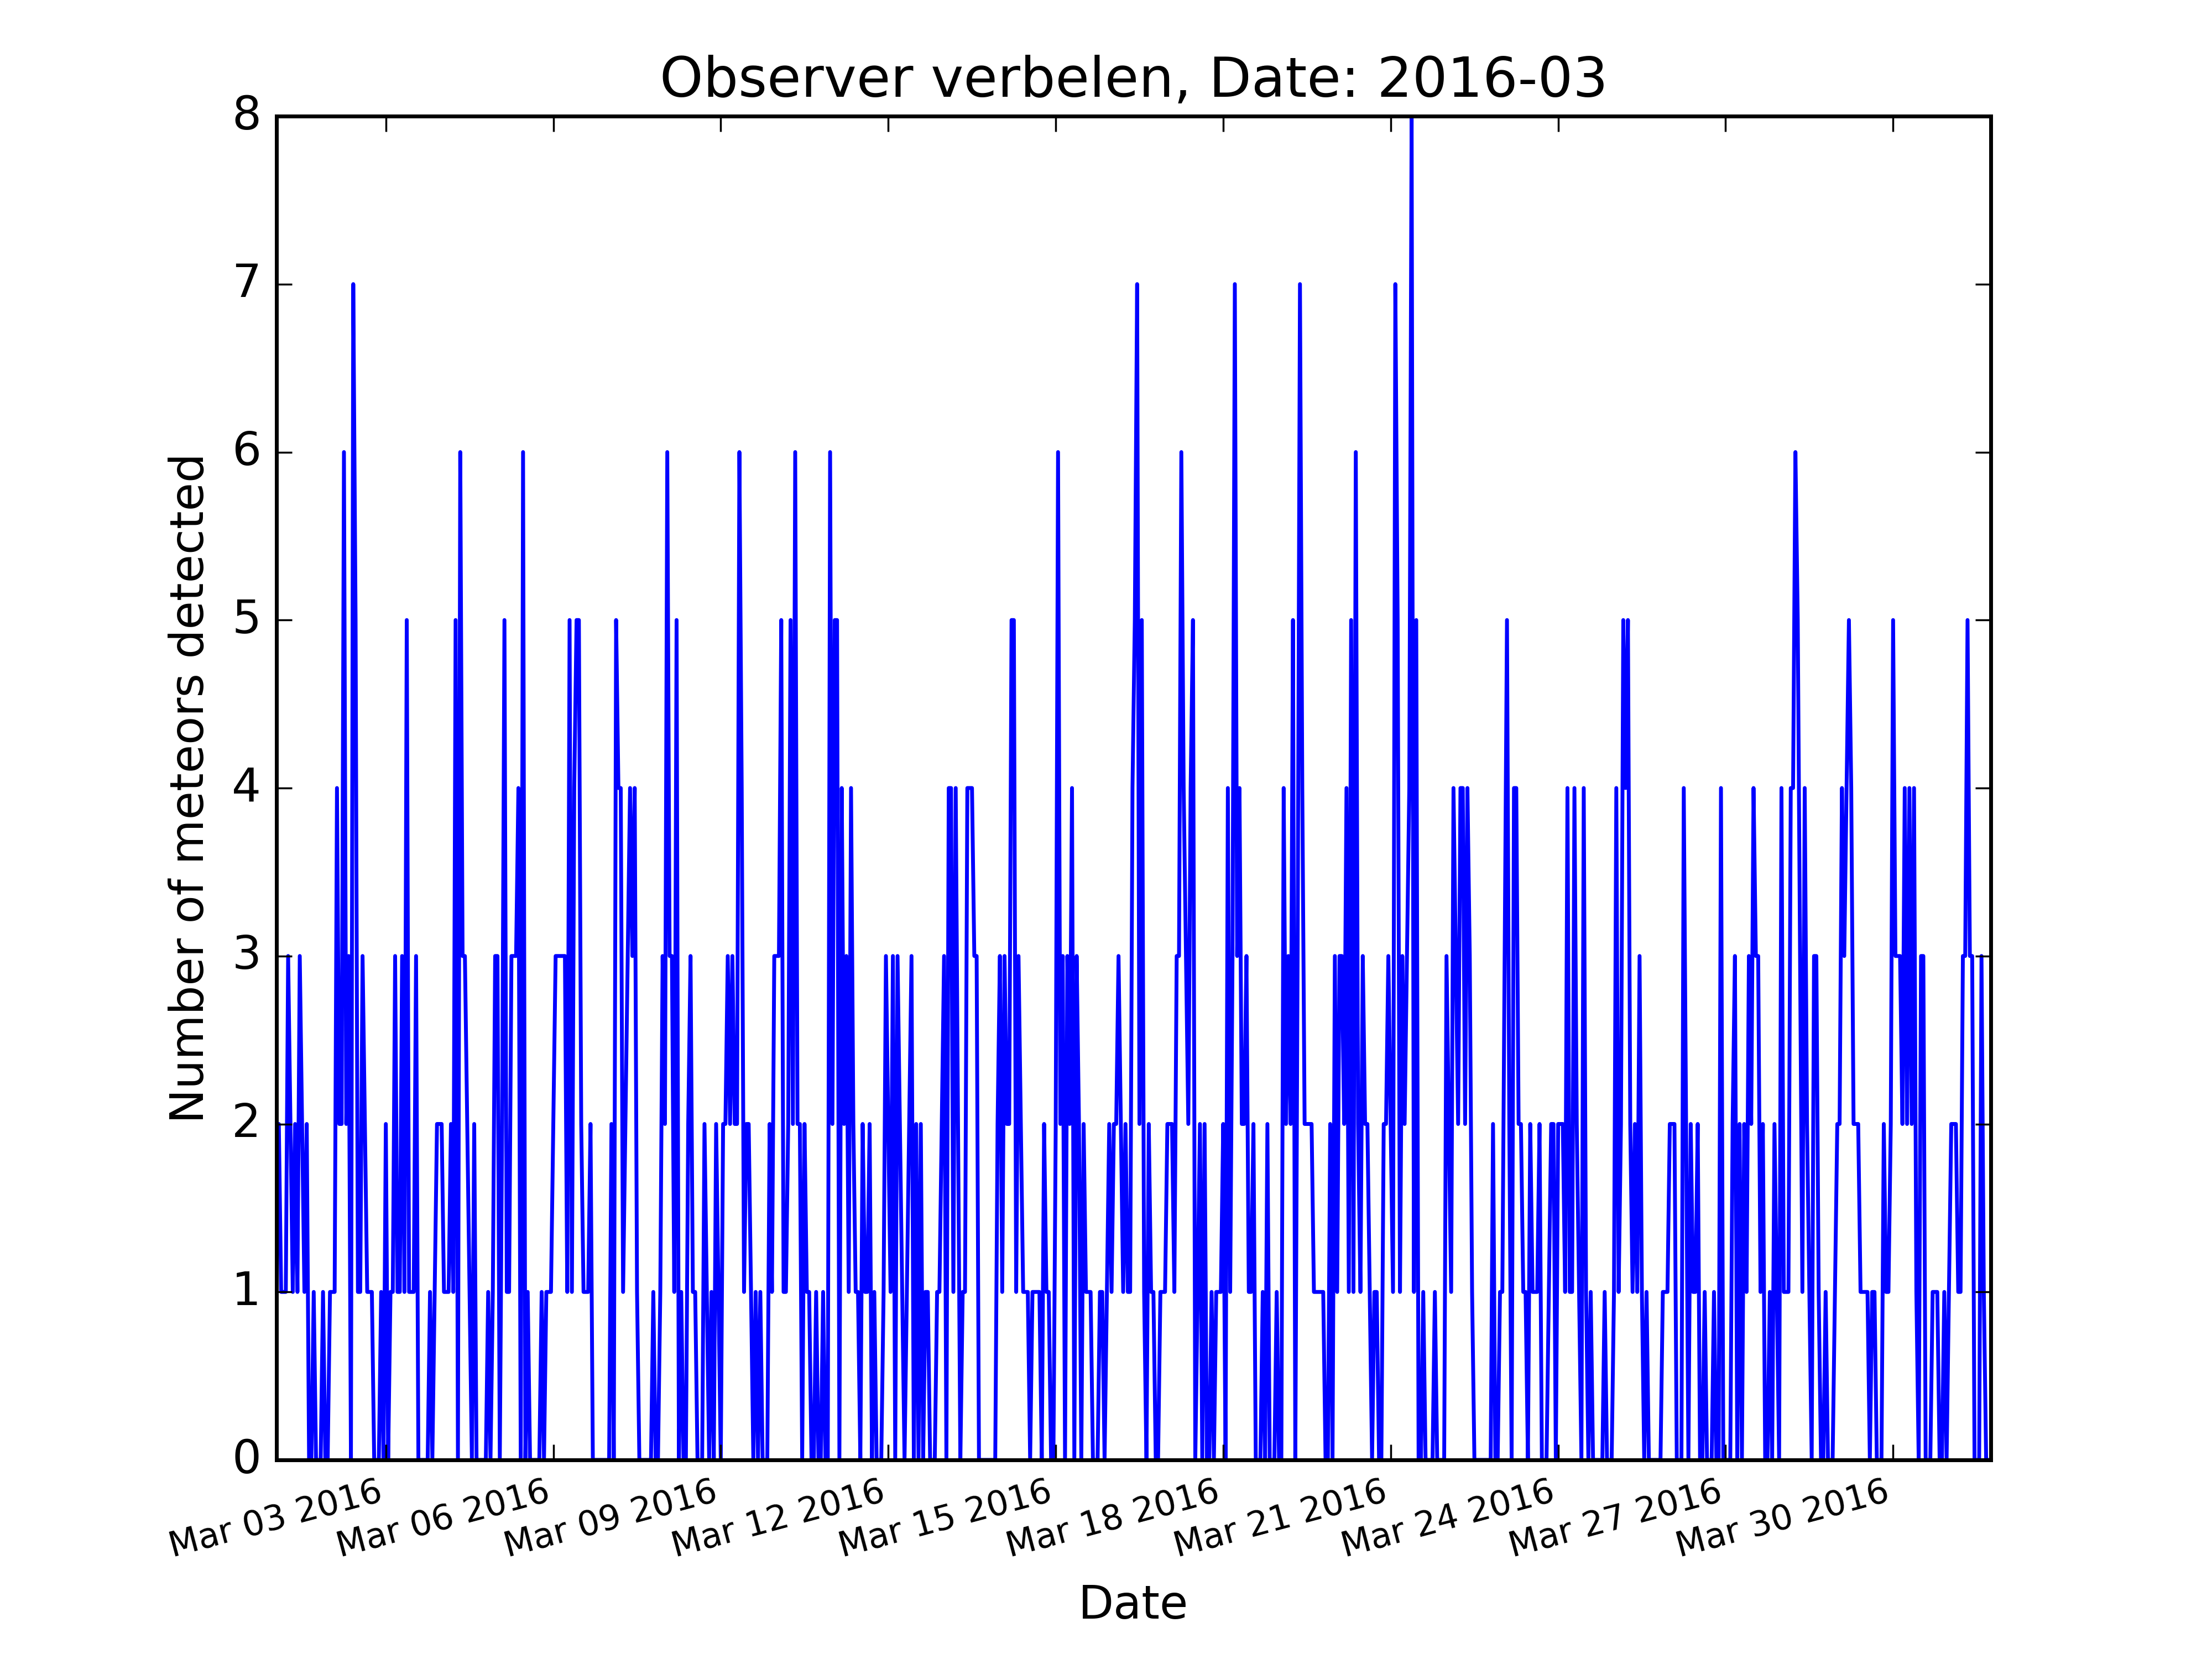 Observer verbelen, Date: 2016-03
8
7
6
5
4
3
2
1
0
Number of meteors detected
Mar 03 2016
Mar 06 2016
Mar 09 2016
Mar 12 2016
Mar 15 2016
Mar 18 2016
Mar 21 2016
Mar 24 2016
Mar 27 2016
Mar 30 2016
Date